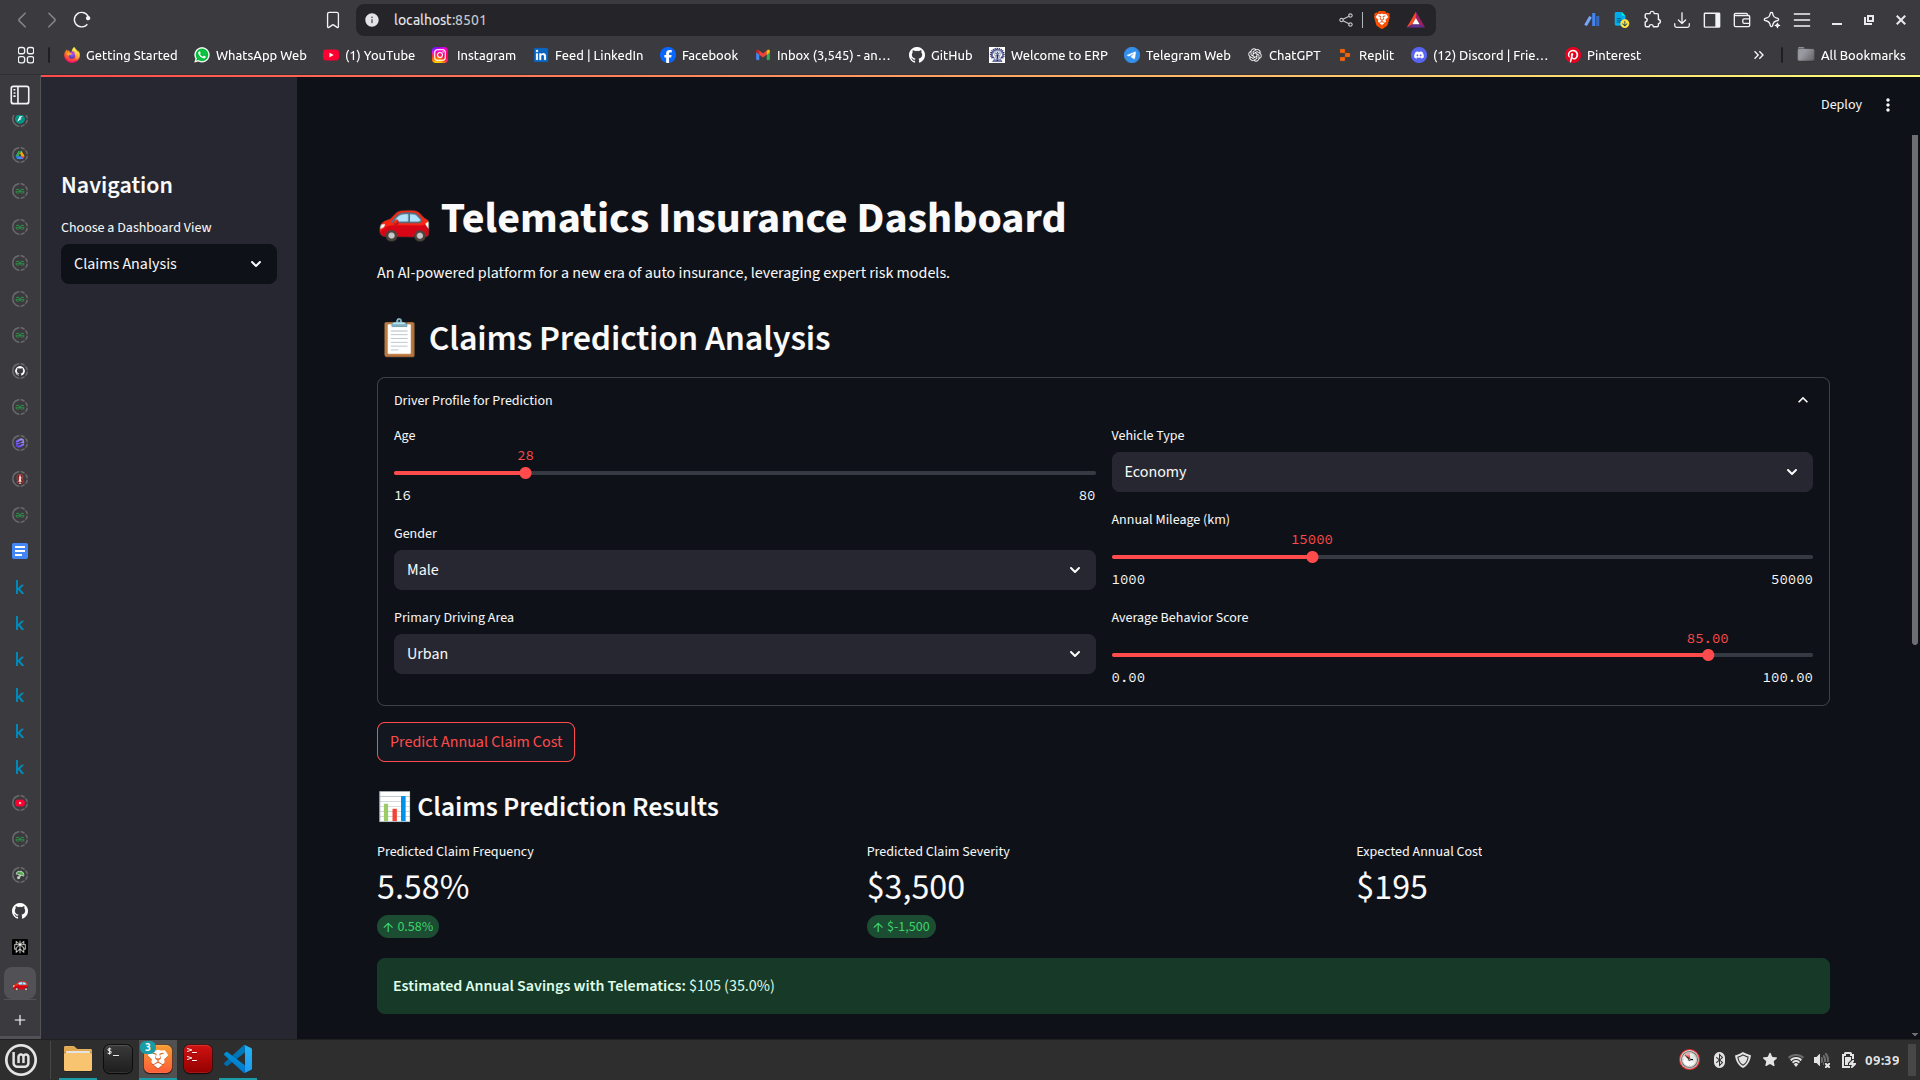 localhost:8501
Getting Started
WhatsApp Web
(1) YouTube
Instagram
Feed | LinkedIn
Facebook
Inbox (3,545) - an...
GitHub
Welcome to ERP
Telegram Web
ChatGPT
Replit
(12) Discord | Frie...
Pinterest
All Bookmarks
Deploy
Navigation
Choose a Dashboard View
Claims Analysis
Telematics Insurance Dashboard
An AI-powered platform for a new era of auto insurance, leveraging expert risk models.
Claims Prediction Analysis
Driver Profile for Prediction
Age
28
16
80
Gender
Male
Primary Driving Area
Urban
Vehicle Type
Economy
Annual Mileage (km)
15000
1000
50000
Average Behavior Score
85.00
0.00
100.00
Predict Annual Claim Cost
Claims Prediction Results
Predicted Claim Frequency
5.58%
↑ 0.58%
Predicted Claim Severity
$3,500
↑ $-1,500
Expected Annual Cost
$195
Estimated Annual Savings with Telematics: $105 (35.0%)
3
09:39